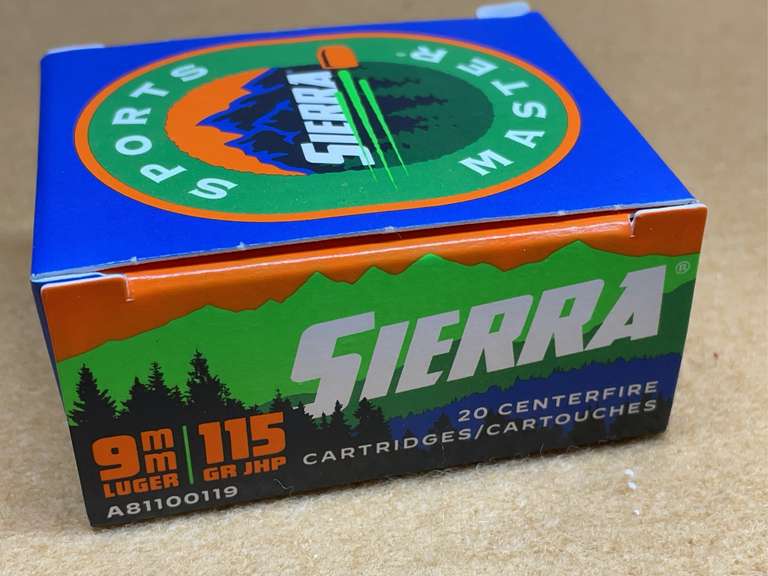 SPORTS
MASTER
SIERRA
SIERRA®
9mm
LUGER
115
GR JHP
20 CENTERFIRE
CARTRIDGES/CARTOUCHES
A81100119